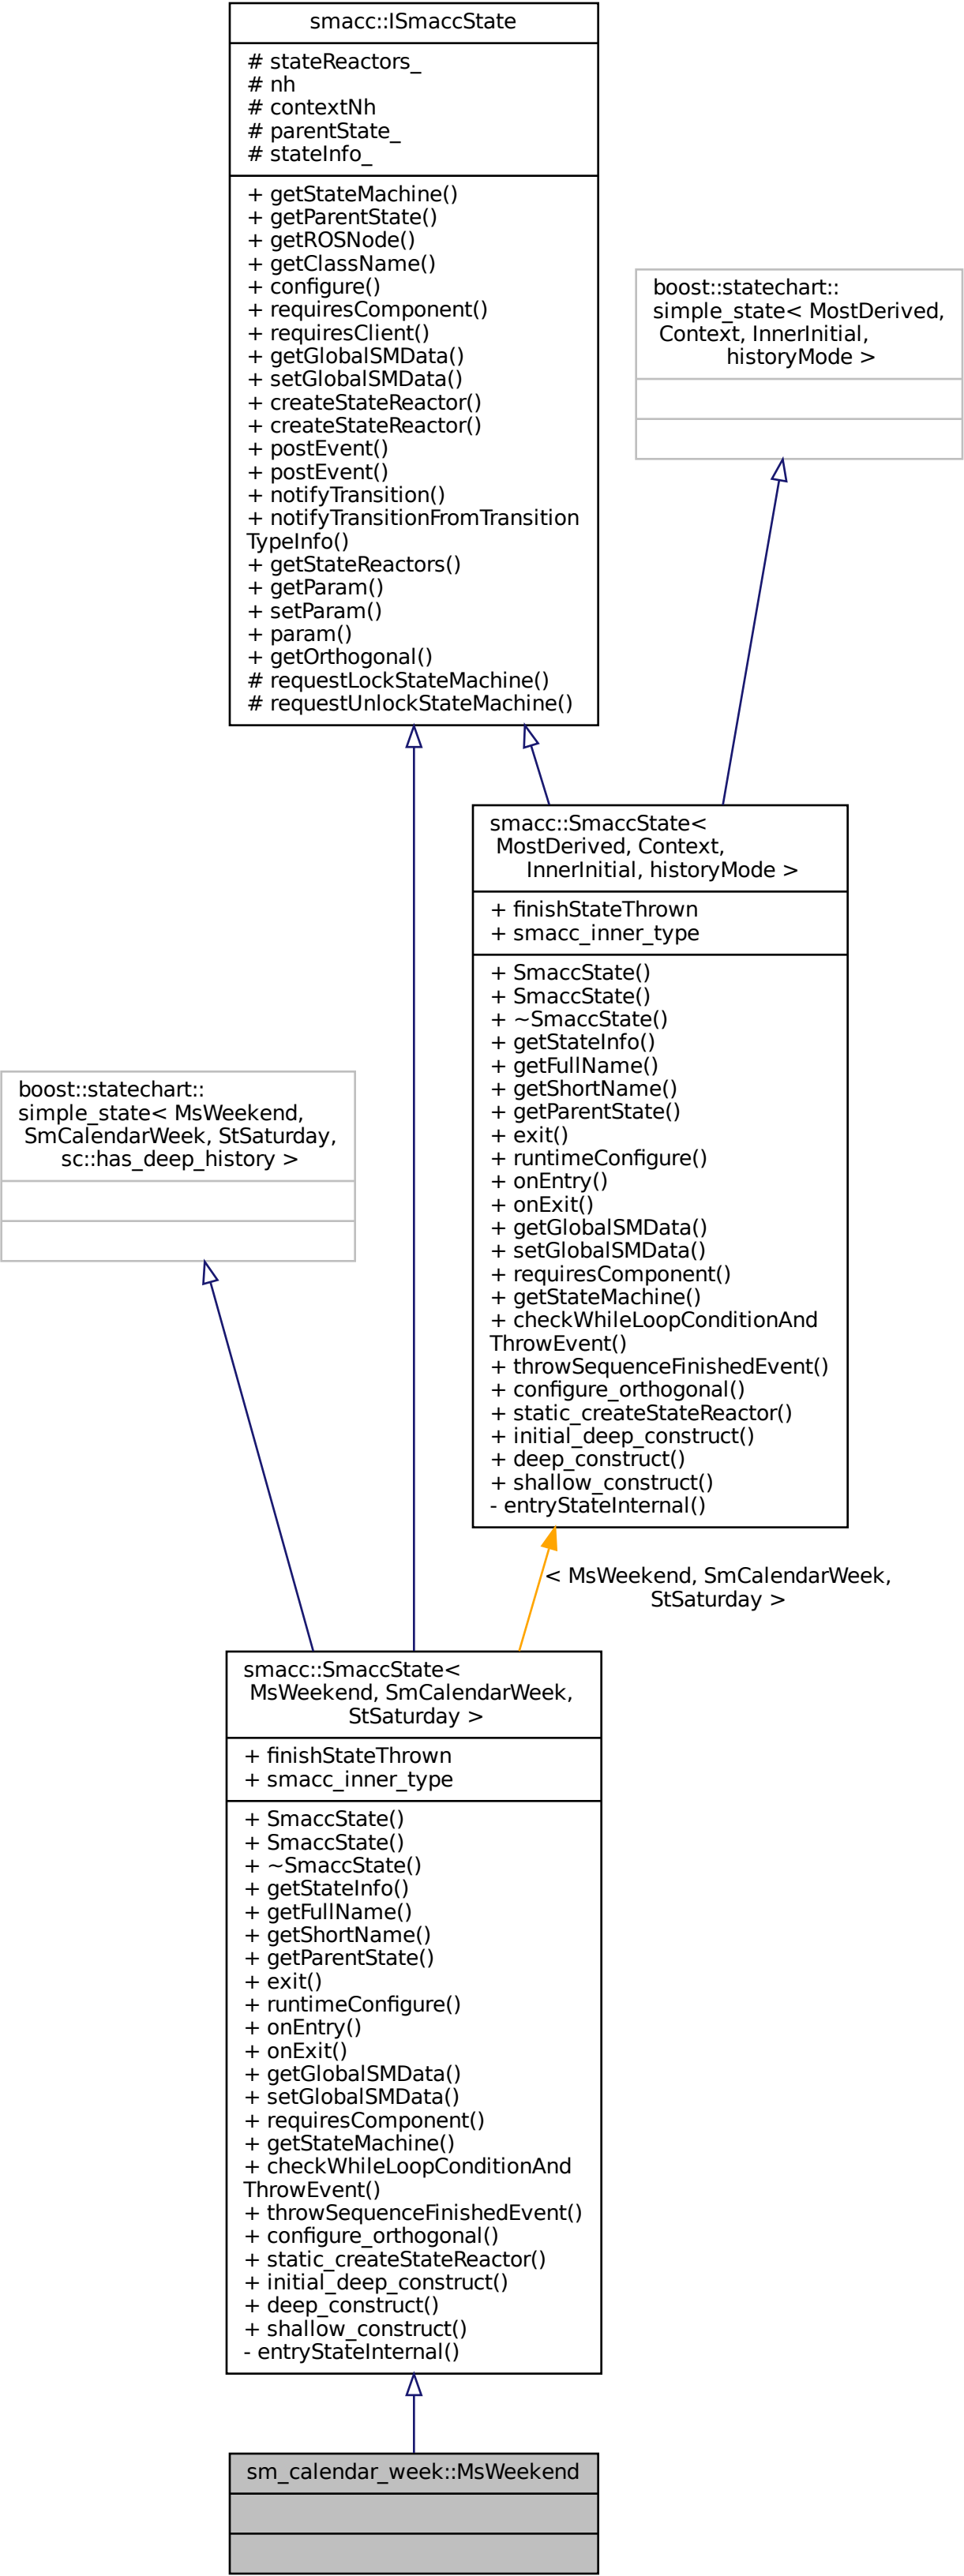 smacc::ISmaccState
# stateReactors_
# nh
# contextNh
# parentState_
# stateInfo_
+ getStateMachine()
+ getParentState()
+ getROSNode()
+ getClassName()
+ configure()
+ requiresComponent()
+ requiresClient()
+ getGlobalSMData()
+ setGlobalSMData()
+ createStateReactor()
+ createStateReactor()
+ postEvent()
+ postEvent()
+ notifyTransition()
+ notifyTransitionFromTransition
TypeInfo()
+ getStateReactors()
+ getParam()
+ setParam()
+ param()
+ getOrthogonal()
# requestLockStateMachine()
# requestUnlockStateMachine()
boost::statechart::
simple_state< MostDerived,
Context, InnerInitial,
historyMode >
smacc::SmaccState<
MostDerived, Context,
InnerInitial, historyMode >
+ finishStateThrown
+ smacc_inner_type
+ SmaccState()
+ SmaccState()
+ ~SmaccState()
+ getStateInfo()
+ getFullName()
+ getShortName()
+ getParentState()
+ exit()
+ runtimeConfigure()
+ onEntry()
+ onExit()
+ getGlobalSMData()
+ setGlobalSMData()
+ requiresComponent()
+ getStateMachine()
+ checkWhileLoopConditionAnd
ThrowEvent()
+ throwSequenceFinishedEvent()
+ configure_orthogonal()
+ static_createStateReactor()
+ initial_deep_construct()
+ deep_construct()
+ shallow_construct()
- entryStateInternal()
boost::statechart::
simple_state< MsWeekend,
SmCalendarWeek, StSaturday,
sc::has_deep_history >
< MsWeekend, SmCalendarWeek,
StSaturday >
smacc::SmaccState<
MsWeekend, SmCalendarWeek,
StSaturday >
+ finishStateThrown
+ smacc_inner_type
+ SmaccState()
+ SmaccState()
+ ~SmaccState()
+ getStateInfo()
+ getFullName()
+ getShortName()
+ getParentState()
+ exit()
+ runtimeConfigure()
+ onEntry()
+ onExit()
+ getGlobalSMData()
+ setGlobalSMData()
+ requiresComponent()
+ getStateMachine()
+ checkWhileLoopConditionAnd
ThrowEvent()
+ throwSequenceFinishedEvent()
+ configure_orthogonal()
+ static_createStateReactor()
+ initial_deep_construct()
+ deep_construct()
+ shallow_construct()
- entryStateInternal()
sm_calendar_week::MsWeekend